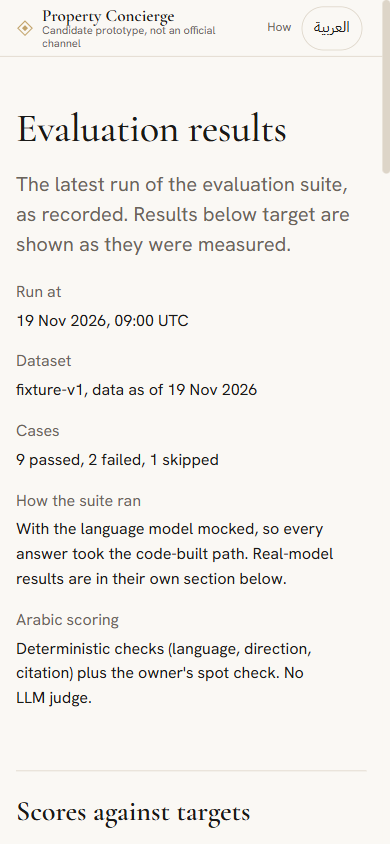 Property Concierge
Candidate prototype, not an official
channel
How
العربية
Evaluation results
The latest run of the evaluation suite,
as recorded. Results below target are
shown as they were measured.
Run at
19 Nov 2026, 09:00 UTC
Dataset
fixture-v1, data as of 19 Nov 2026
Cases
9 passed, 2 failed, 1 skipped
How the suite ran
With the language model mocked, so every
answer took the code-built path. Real-model
results are in their own section below.
Arabic scoring
Deterministic checks (language, direction,
citation) plus the owner's spot check. No
LLM judge.
Scores against targets